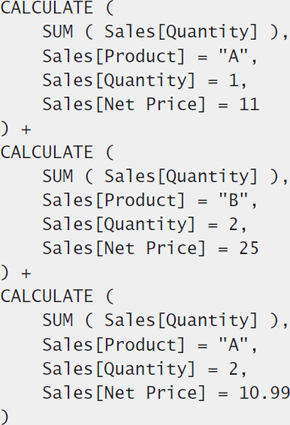 CALCULATE (
    SUM ( Sales[Quantity] ),
    Sales[Product] = "A",
    Sales[Quantity] = 1,
    Sales[Net Price] = 11
) +
CALCULATE (
    SUM ( Sales[Quantity] ),
    Sales[Product] = "B",
    Sales[Quantity] = 2,
    Sales[Net Price] = 25
) +
CALCULATE (
    SUM ( Sales[Quantity] ),
    Sales[Product] = "A",
    Sales[Quantity] = 2,
    Sales[Net Price] = 10.99
)